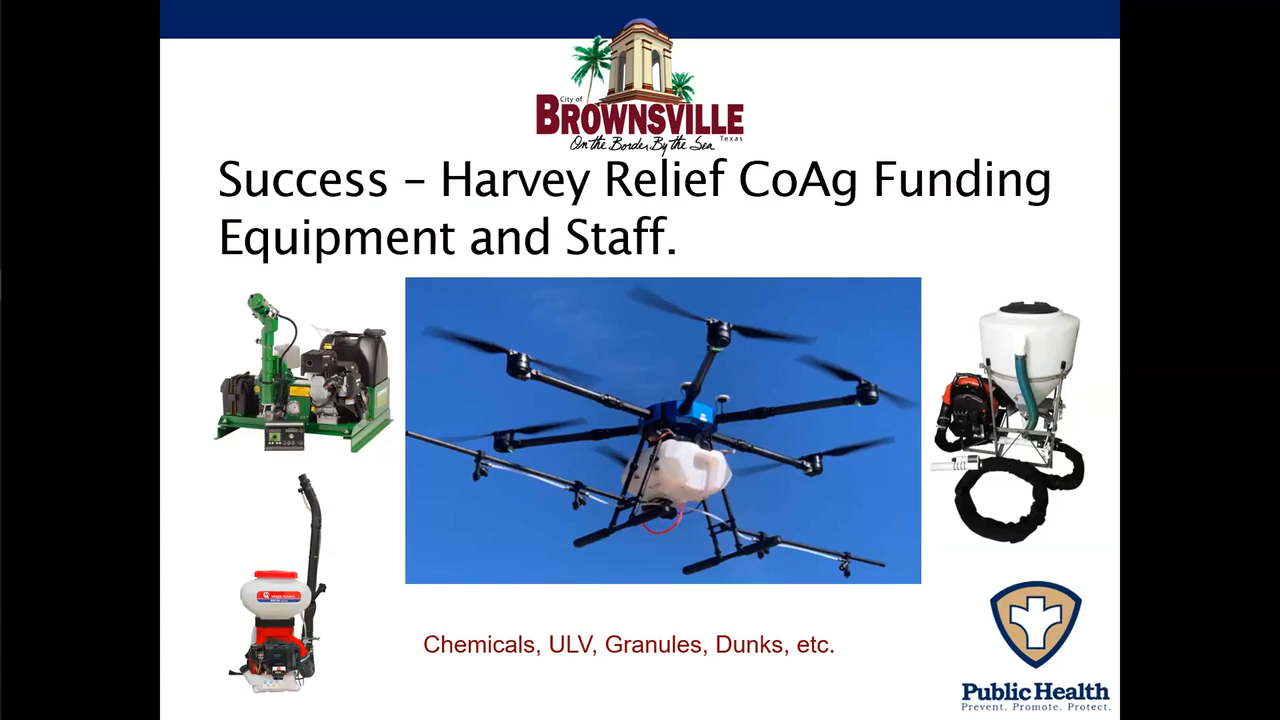 City of
BROWNSVILLE
Texas
On the Border By the Sea
Success – Harvey Relief CoAg Funding
Equipment and Staff.
Chemicals, ULV, Granules, Dunks, etc.
Public Health
Prevent. Promote. Protect.